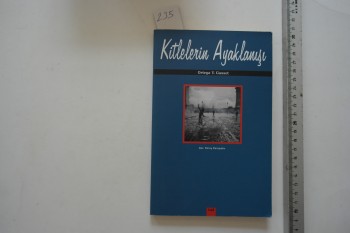 235
Kitlelerin Ayaklanışı
Ortega Y. Gasset